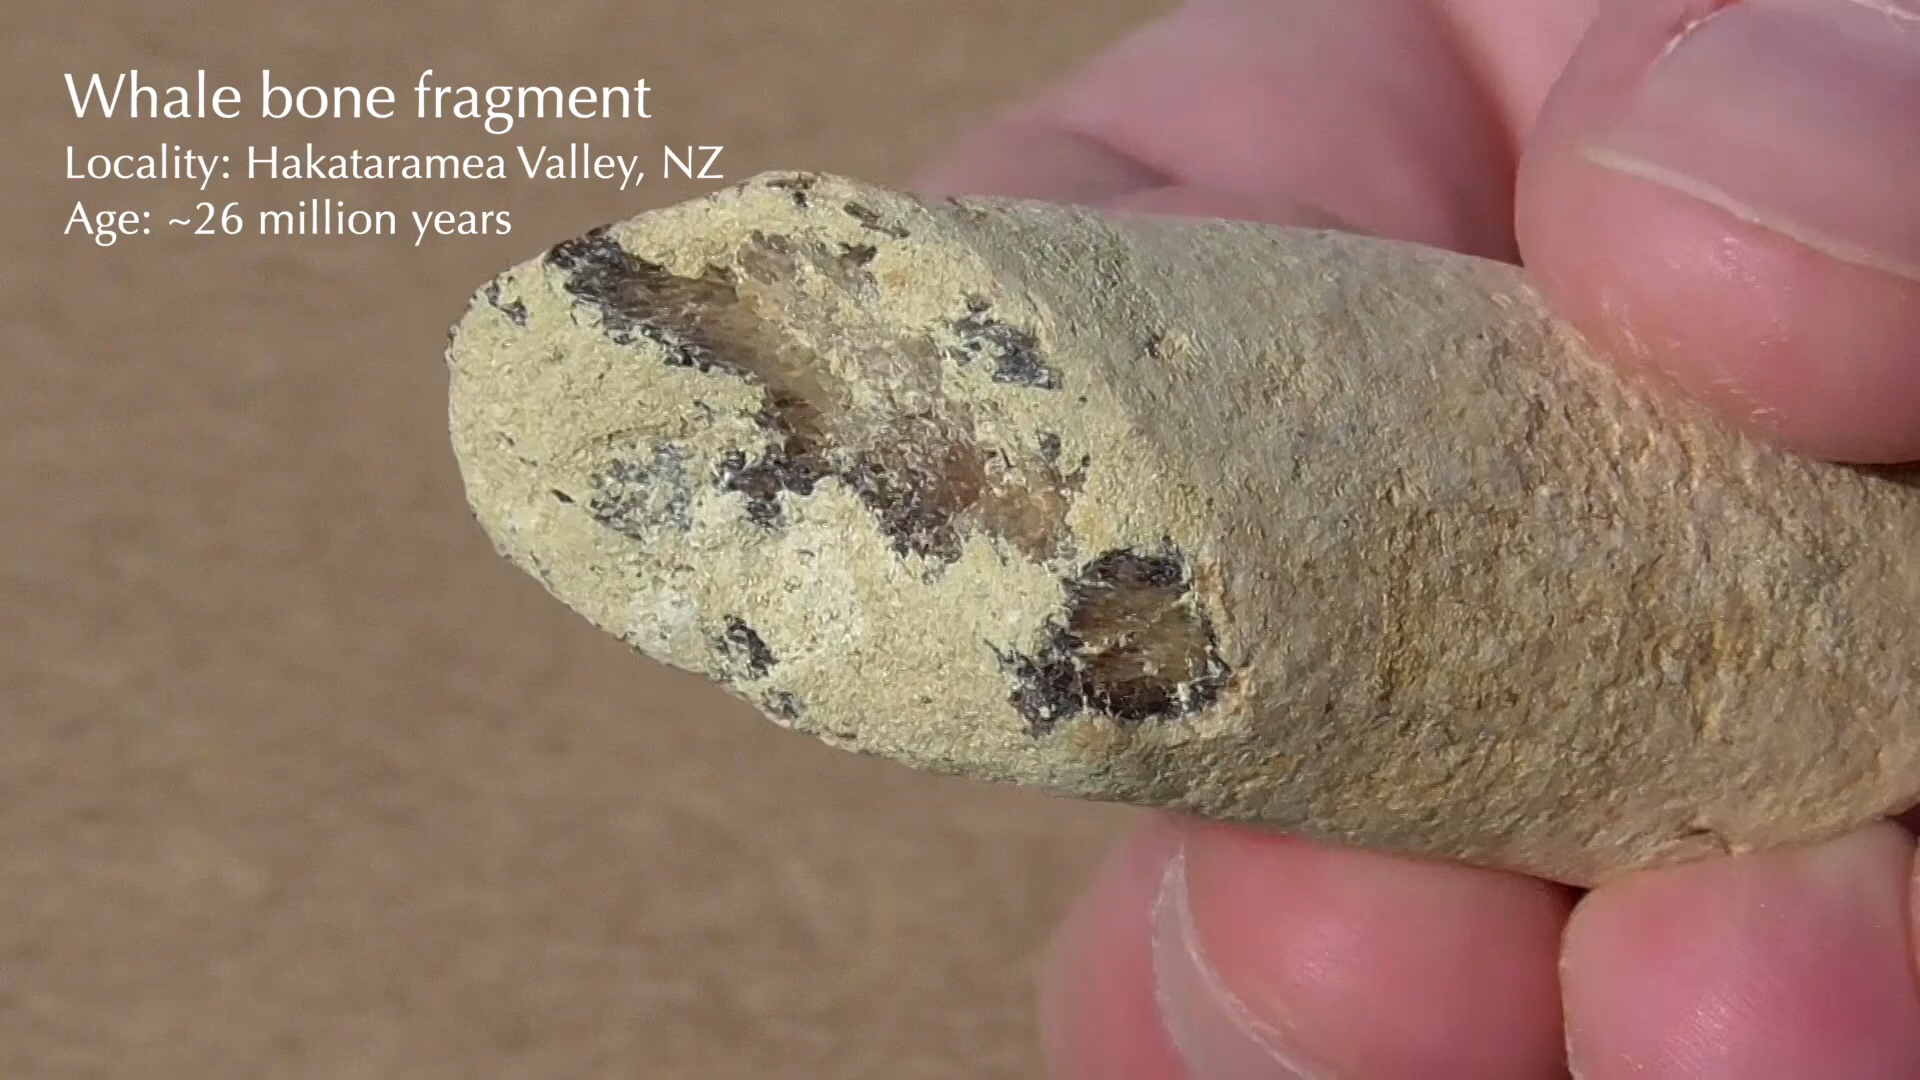 Whale bone fragment
Locality: Hakataramea Valley, NZ
Age: ~26 million years